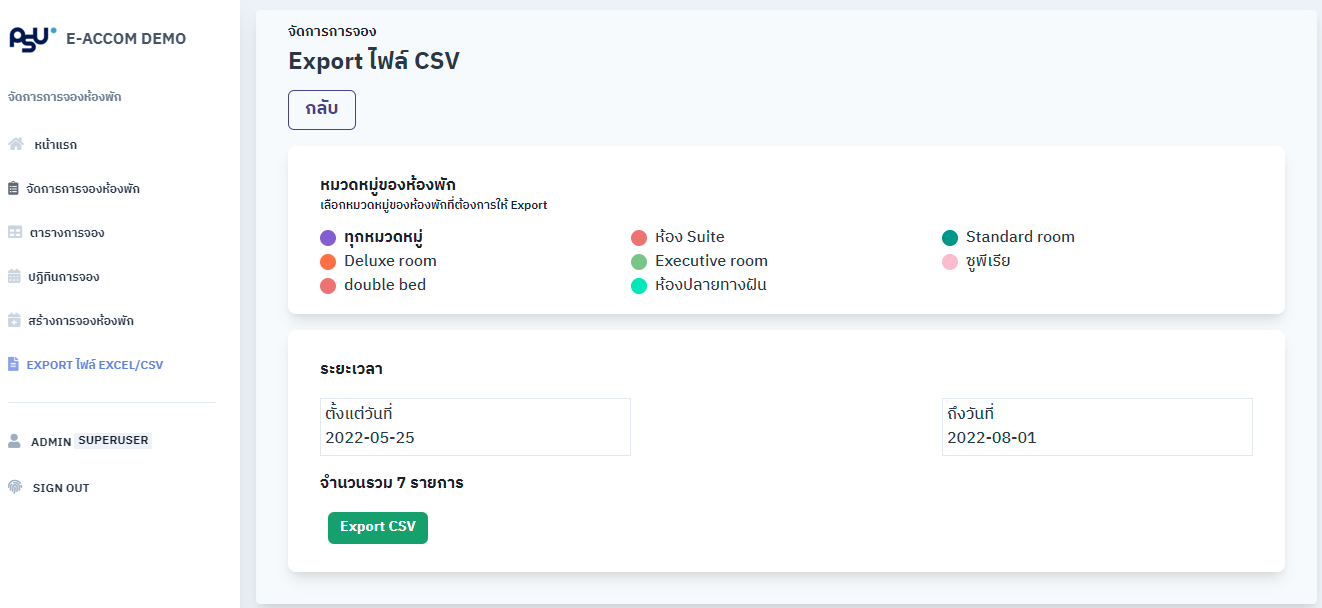 PSU E-ACCOM DEMO
จัดการการจองห้องพัก
หน้าแรก
จัดการการจองห้องพัก
ตารางการจอง
ปฏิทินการจอง
สร้างการจองห้องพัก
EXPORT ไฟล์ EXCEL/CSV
ADMIN SUPERUSER
SIGN OUT
จัดการการจอง
Export ไฟล์ CSV
กลับ
หมวดหมู่ของห้องพัก
เลือกหมวดหมู่ของห้องพักที่ต้องการให้ Export
ทุกหมวดหมู่ ห้อง Suite Standard room
Deluxe room Executive room ซูพีเรีย
double bed ห้องปลายทางฝัน
ระยะเวลา
ตั้งแต่วันที่ ถึงวันที่
2022-05-25 2022-08-01
จำนวนรวม 7 รายการ
Export CSV